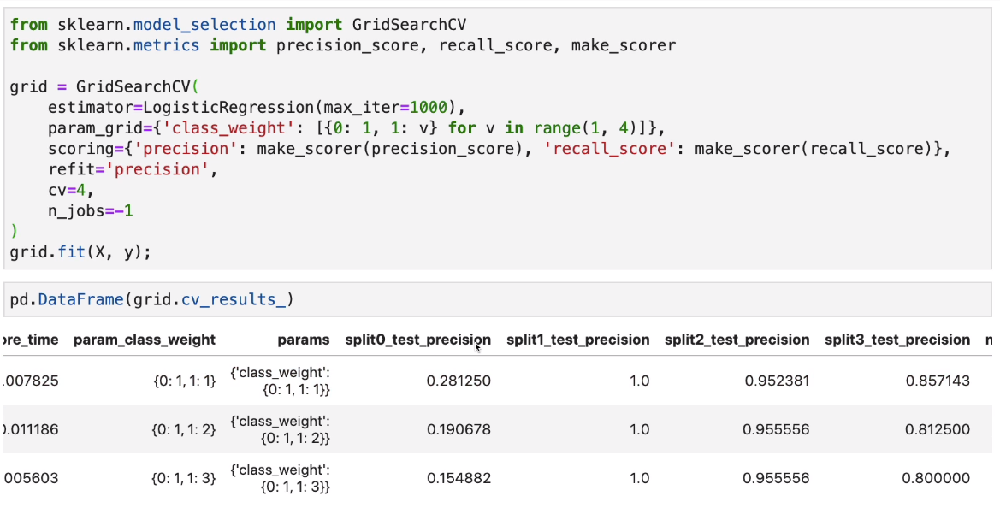 from sklearn.model_selection import GridSearchCV
from sklearn.metrics import precision_score, recall_score, make_scorer
grid = GridSearchCV(
    estimator=LogisticRegression(max_iter=1000),
    param_grid={'class_weight': [{0: 1, 1: v} for v in range(1, 4)]},
    scoring={'precision': make_scorer(precision_score), 'recall_score': make_scorer(recall_score)},
    refit='precision',
    cv=4,
    n_jobs=-1
)
grid.fit(X, y);
pd.DataFrame(grid.cv_results_)
ore_time param_class_weight params split0_test_precision split1_test_precision split2_test_precision split3_test_precision
.007825 {0: 1, 1: 1} {'class_weight': 0.281250 1.0 0.952381 0.857143
{0: 1, 1: 1}}
0.011186 {0: 1, 1: 2} {'class_weight': 0.190678 1.0 0.955556 0.812500
{0: 1, 1: 2}}
005603 {0: 1, 1: 3} {'class_weight': 0.154882 1.0 0.955556 0.800000
{0: 1, 1: 3}}